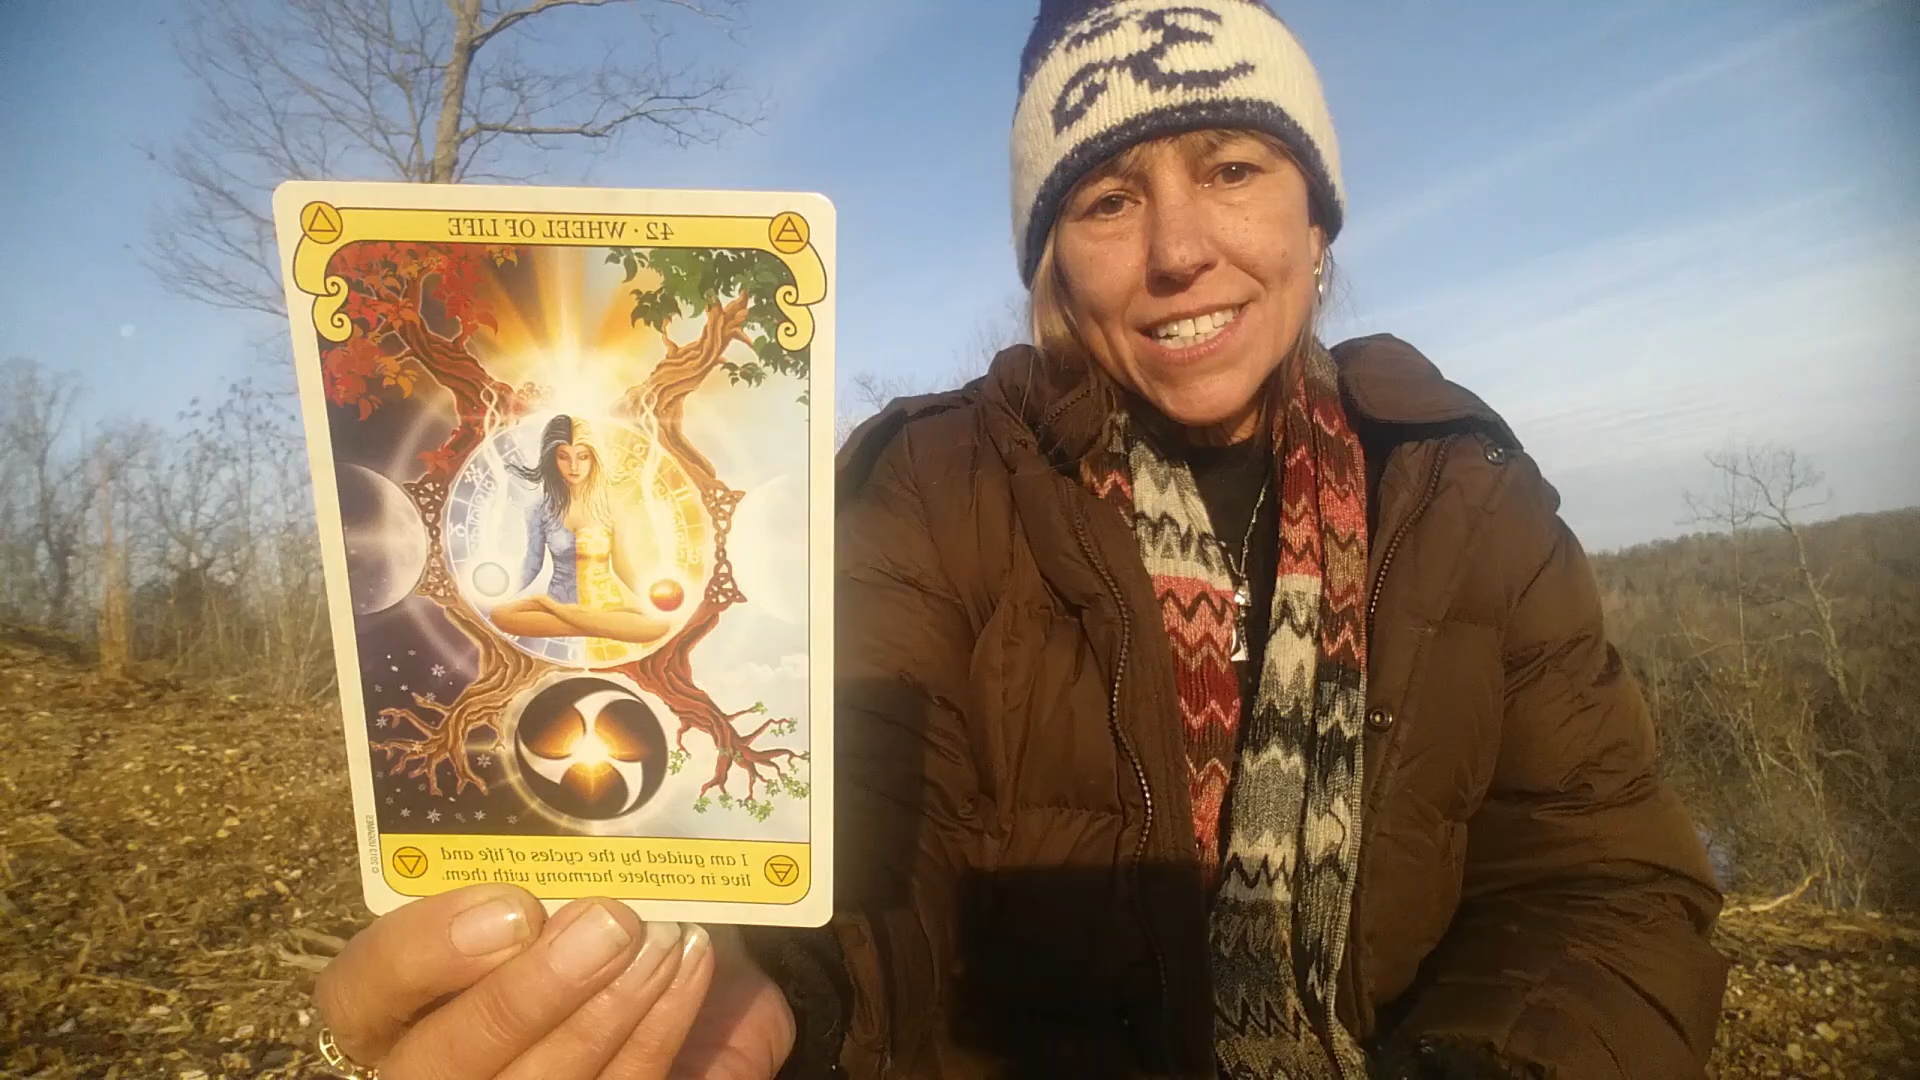 42 · WHEEL OF LIFE
I am guided by the cycles of life and
live in complete harmony with them.